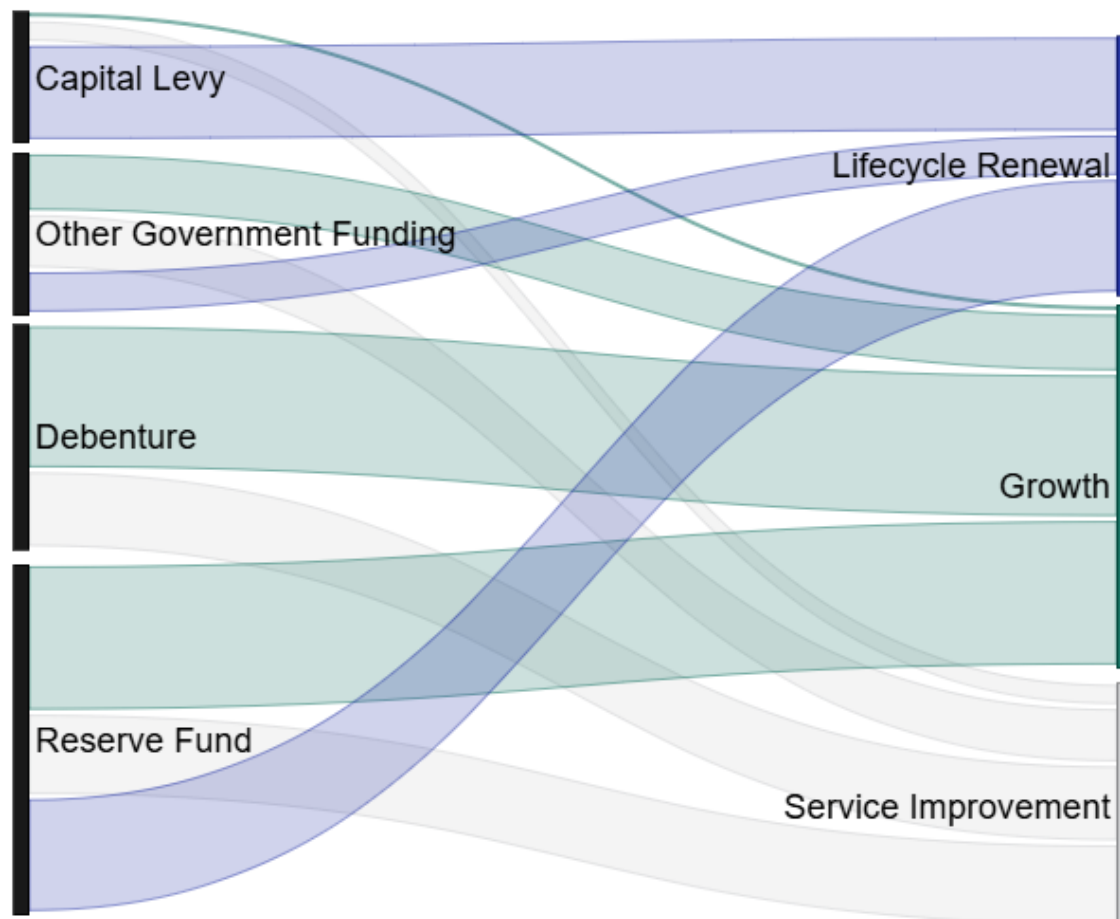 Capital Levy
Lifecycle Renewal
Other Government Funding
Debenture
Growth
Reserve Fund
Service Improvement